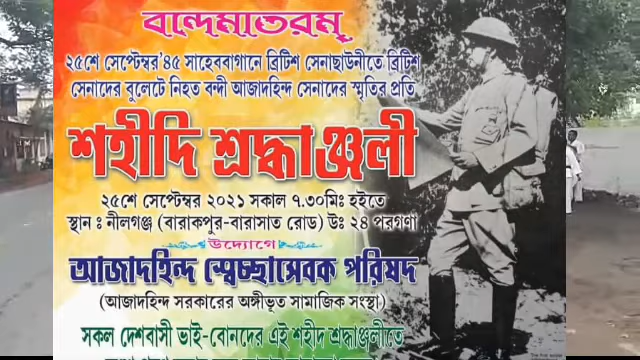 বন্দেমাতরম্
২৫শে সেপ্টেম্বর'৪৫ সাহেববাগানে ব্রিটিশ সেনাছাউনীতে ব্রিটিশ
সেনাদের বুলেটে নিহত বন্দী আজাদহিন্দ সেনাদের স্মৃতির প্রতি
শহীদি শ্রদ্ধাঞ্জলী
২৫শে সেপ্টেম্বর ২০২১ সকাল ৭.৩০মিঃ হইতে
স্থান : নীলগঞ্জ (বারাকপুর-বারাসাত রোড) উঃ ২৪ পরগণা
উদ্যোগে
আজাদহিন্দ স্বেচ্ছাসেবক পরিষদ
(আজাদহিন্দ সরকারের অঙ্গীভূত সামাজিক সংস্থা)
সকল দেশবাসী ভাই-বোনদের এই শহীদ শ্রদ্ধাঞ্জলীতে